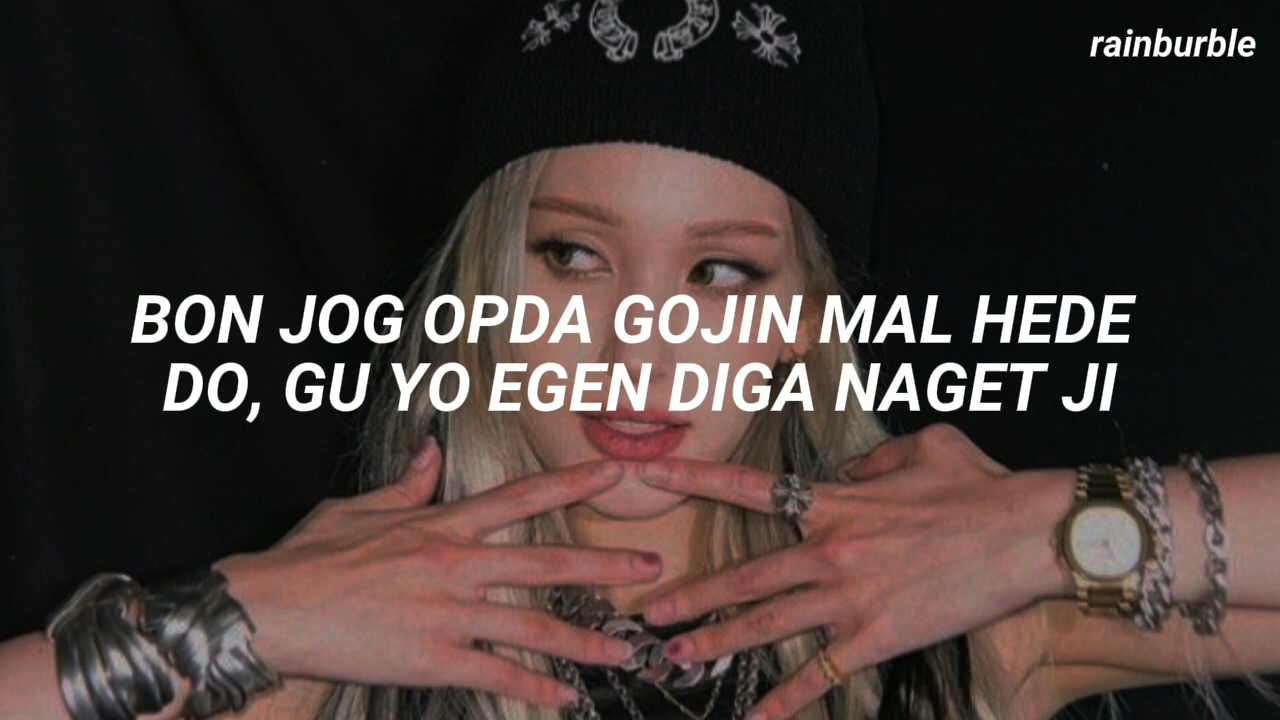 rainburble
BON JOG OPDA GOJIN MAL HEDE
DO, GU YO EGEN DIGA NAGET JI